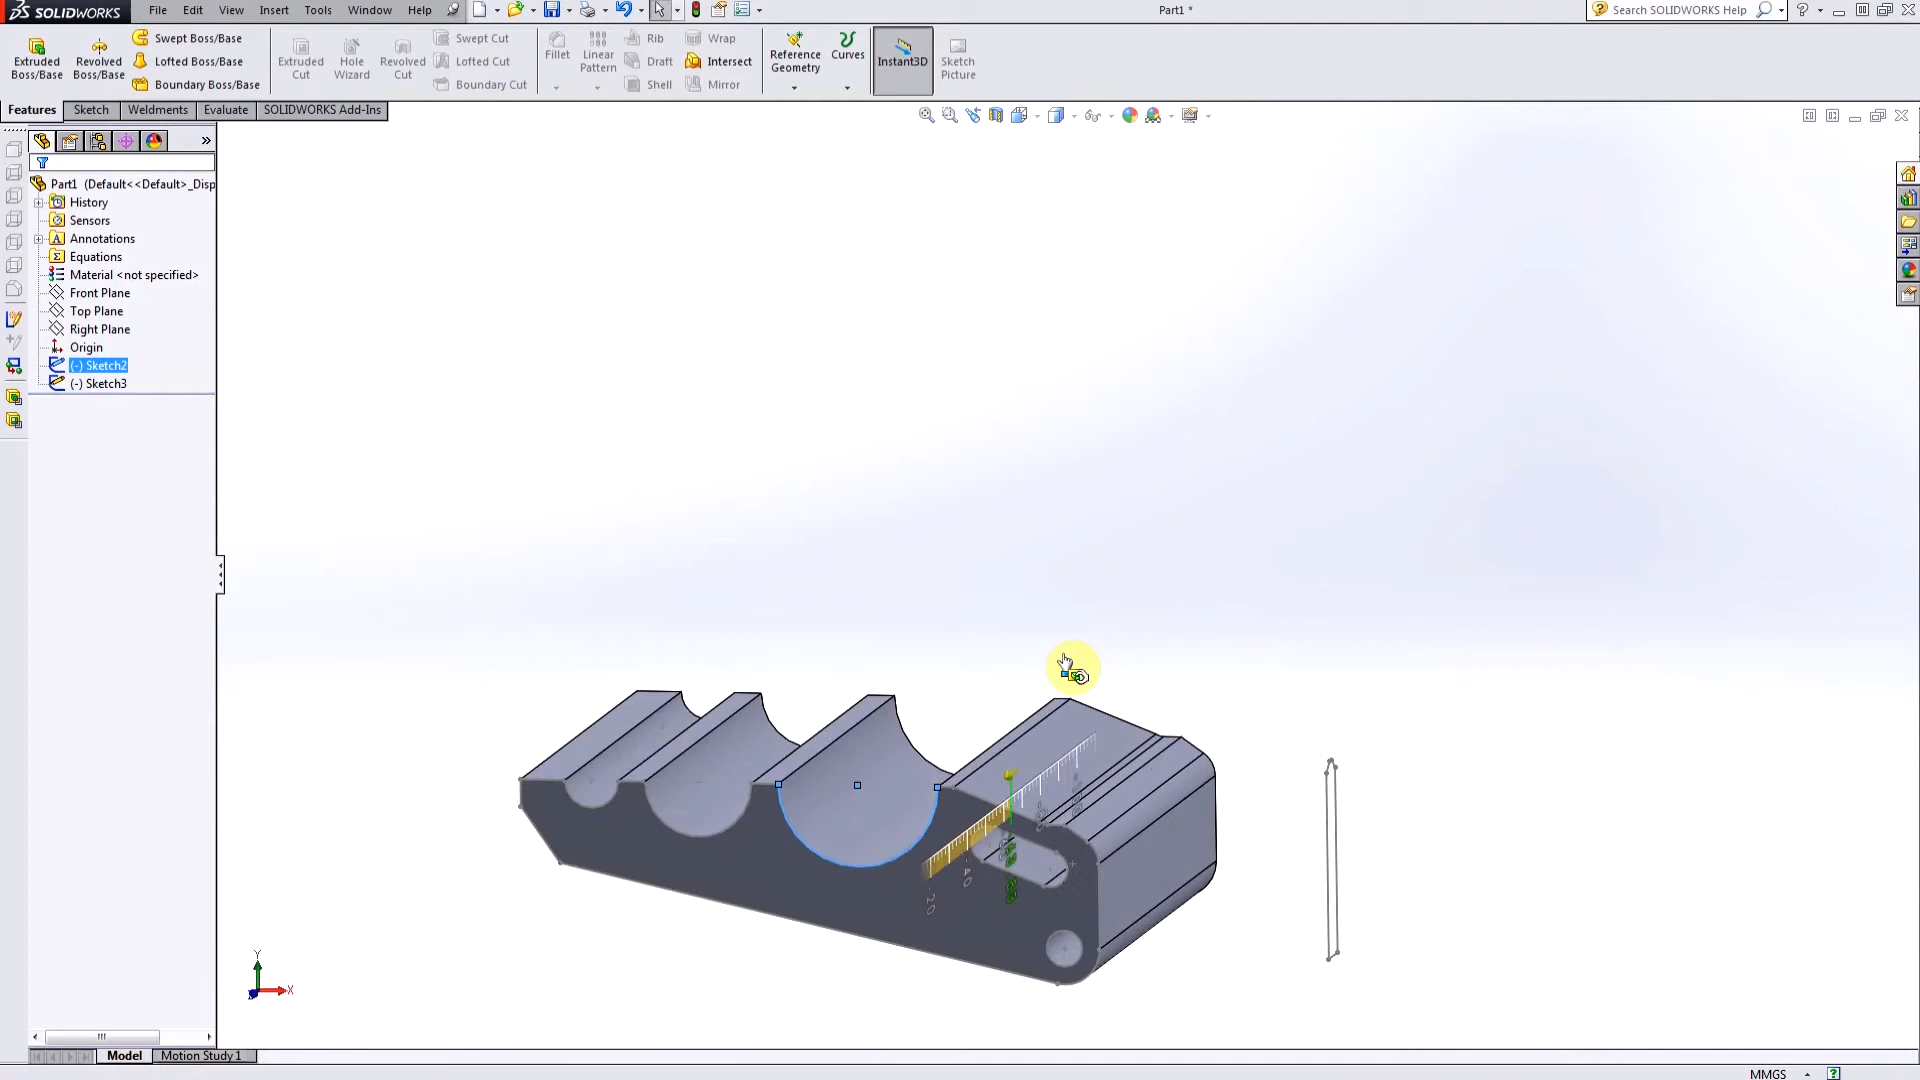 SOLIDWORKS
File Edit View Insert Tools Window Help
Part1 *
Search SOLIDWORKS Help
Extruded Boss/Base
Revolved Boss/Base
Swept Boss/Base
Lofted Boss/Base
Boundary Boss/Base
Extruded Cut
Hole Wizard
Revolved Cut
Swept Cut
Lofted Cut
Boundary Cut
Fillet
Linear Pattern
Rib
Draft
Shell
Wrap
Intersect
Mirror
Reference Geometry
Curves
Instant3D
Sketch Picture
Features Sketch Weldments Evaluate SOLIDWORKS Add-Ins
Part1 (Default<<Default>_Disp
History
Sensors
Annotations
Equations
Material <not specified>
Front Plane
Top Plane
Right Plane
Origin
(-) Sketch2
(-) Sketch3
Y
X
Model Motion Study 1
MMGS